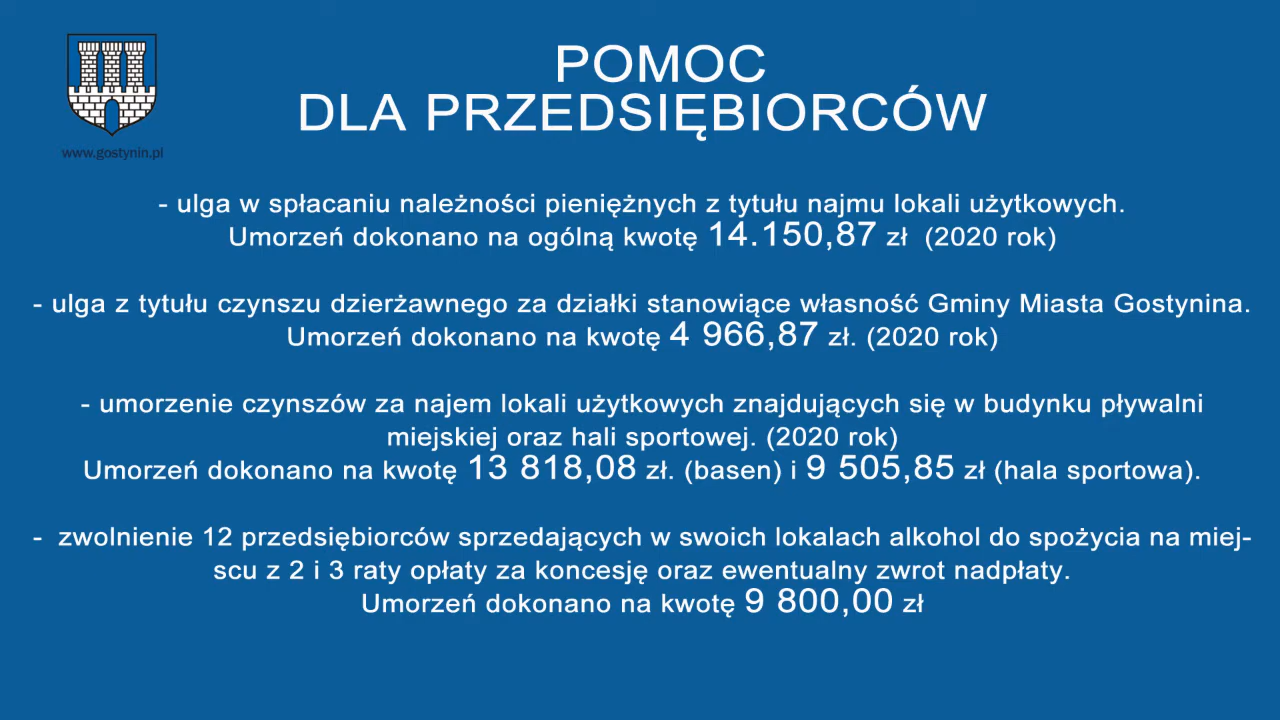 www.gostynin.pl
POMOC
DLA PRZEDSIĘBIORCÓW
- ulga w spłacaniu należności pieniężnych z tytułu najmu lokali użytkowych.
Umorzeń dokonano na ogólną kwotę 14.150,87 zł (2020 rok)
- ulga z tytułu czynszu dzierżawnego za działki stanowiące własność Gminy Miasta Gostynina.
Umorzeń dokonano na kwotę 4 966,87 zł. (2020 rok)
- umorzenie czynszów za najem lokali użytkowych znajdujących się w budynku pływalni
miejskiej oraz hali sportowej. (2020 rok)
Umorzeń dokonano na kwotę 13 818,08 zł. (basen) i 9 505,85 zł (hala sportowa).
- zwolnienie 12 przedsiębiorców sprzedających w swoich lokalach alkohol do spożycia na miej-
scu z 2 i 3 raty opłaty za koncesję oraz ewentualny zwrot nadpłaty.
Umorzeń dokonano na kwotę 9 800,00 zł